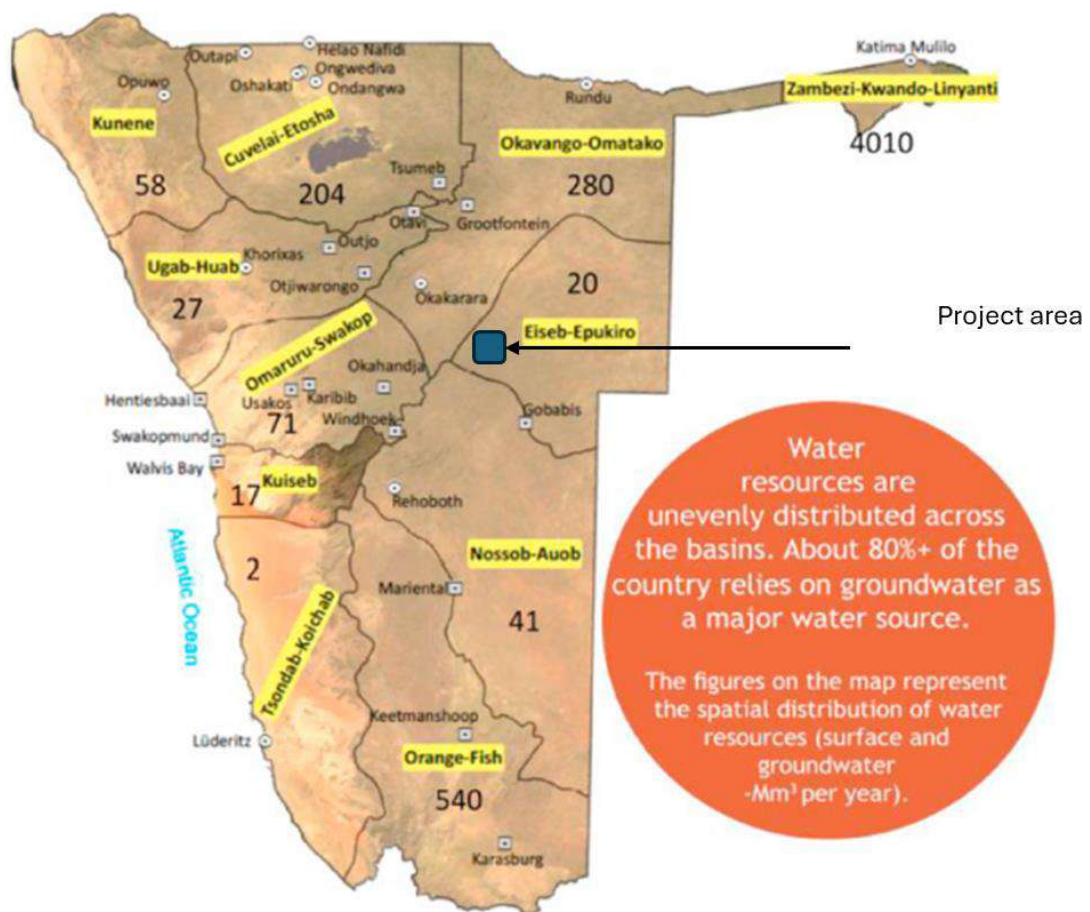 Helao Nafidi
Outapi
Ongwediva
Oshakati
Ondangwa
Opuwo
Katima Mulilo
Rundu
Zambezi-Kwando-Linyanti
Kunene
Cuvelai-Etosha
Okavango-Omatako
4010
58
204
Tsumeb
280
Otavi
Grootfontein
Outjo
Khorixas
Ugab-Huab
Otjiwarongo
Okakarara
20
27
Project area
Eiseb-Epukiro
Omaruru-Swakop
Okahandja
Hentiesbaai
Usakos
Karibib
71
Windhoek
Gobabis
Swakopmund
Walvis Bay
Kuiseb
17
Rehoboth
Atlantic Ocean
2
Nossob-Auob
Mariental
41
Tsondab-Koichab
Keetmanshoop
Lüderitz
Orange-Fish
540
Karasburg
Water
resources are
unevenly distributed across
the basins. About 80%+ of the
country relies on groundwater as
a major water source.
The figures on the map represent
the spatial distribution of water
resources (surface and
groundwater
-Mm³ per year).